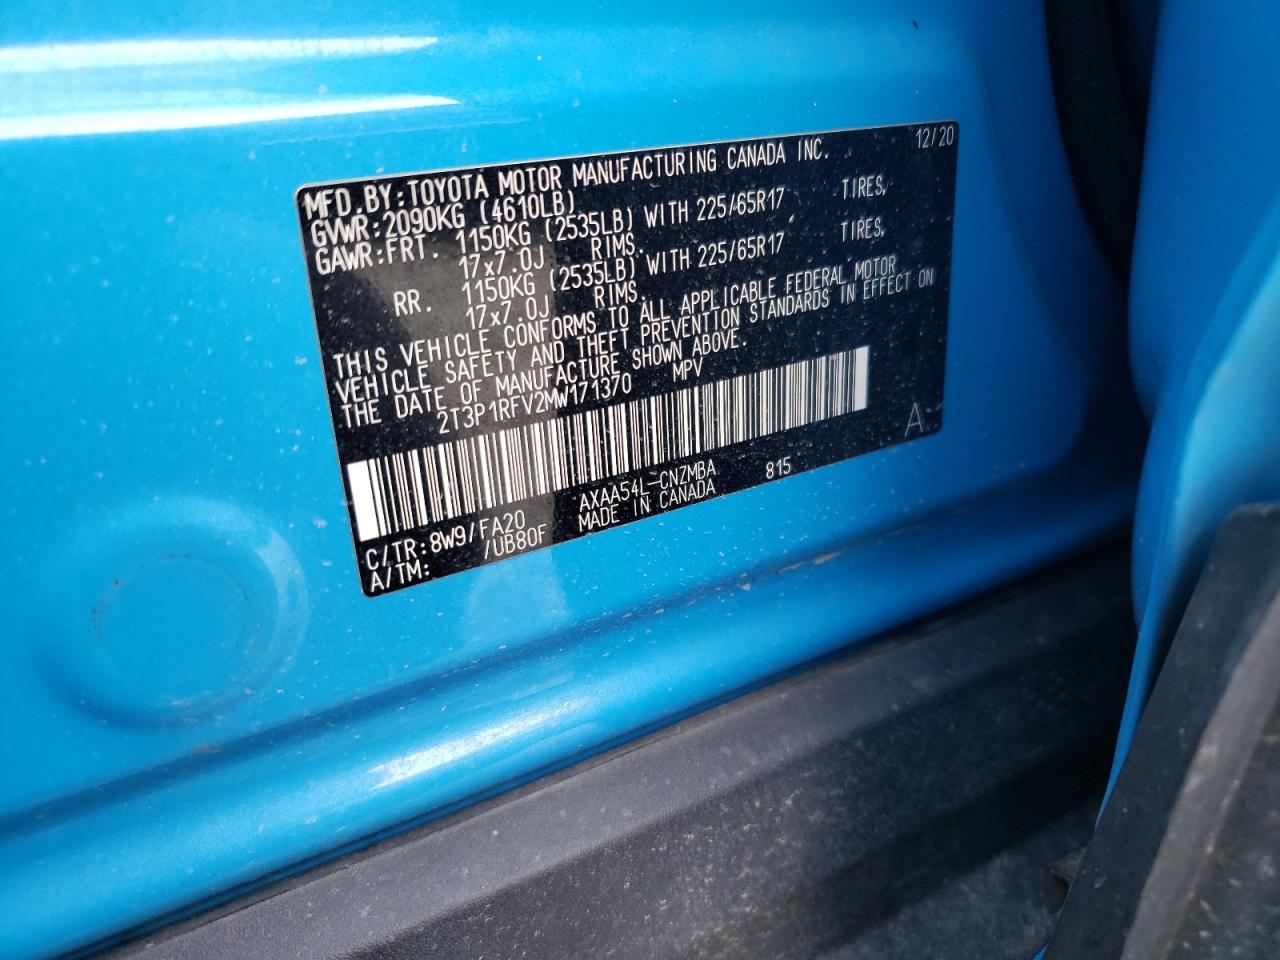 12/20
MFD.BY:TOYOTA MOTOR MANUFACTURING CANADA INC.
GVWR:2090KG (4610LB)
GAWR:FRT. 1150KG (2535LB) WITH 225/65R17 TIRES,
17x7.0J RIMS.
RR. 1150KG (2535LB) WITH 225/65R17 TIRES,
17x7.0J RIMS.
THIS VEHICLE CONFORMS TO ALL APPLICABLE FEDERAL MOTOR
VEHICLE SAFETY AND THEFT PREVENTION STANDARDS IN EFFECT ON
THE DATE OF MANUFACTURE SHOWN ABOVE.
2T3P1RFV2MW171370 MPV
A
C/TR:8W9/FA20 AXAA54L-CNZMBA 815
A/TM: /UB80F MADE IN CANADA